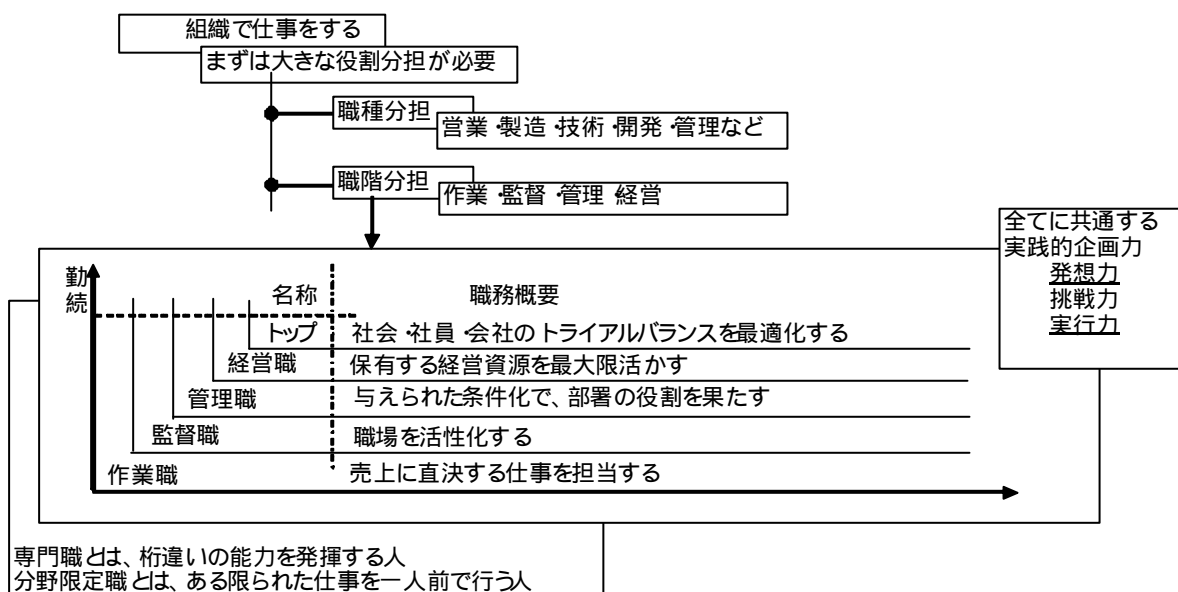 組織で仕事をする
まずは大きな役割分担が必要
職種分担
営業・製造・技術・開発・管理など
職階分担
作業・監督・管理・経営
全てに共通する
実践的企画力
発想力
挑戦力
実行力
勤続
名称 職務概要
トップ 社会・社員・会社のトライアルバランスを最適化する
経営職 保有する経営資源を最大限活かす
管理職 与えられた条件化で、部署の役割を果たす
監督職 職場を活性化する
作業職 売上に直決する仕事を担当する
専門職とは、桁違いの能力を発揮する人
分野限定職とは、ある限られた仕事を一人前で行う人